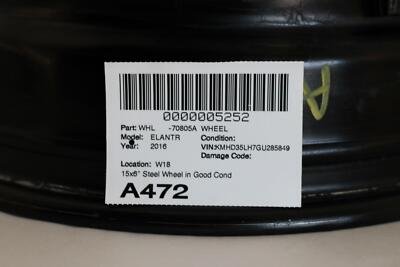 0000005252
Part: WHL -70805A WHEEL
Model: ELANTR Condition:
Year: 2016 VIN:KMHD35LH7GU285849
Damage Code:
Location: W18
15x6" Steel Wheel in Good Cond
A472
A